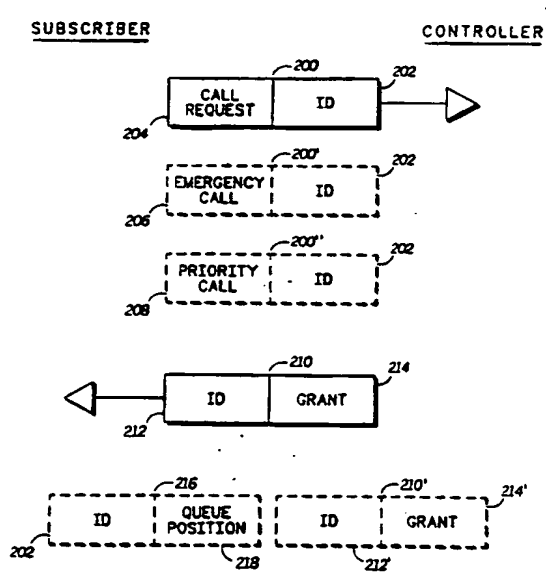 SUBSCRIBER
CONTROLLER
200
202
CALL
REQUEST
ID
204
200'
202
EMERGENCY
CALL
ID
206
200''
202
PRIORITY
CALL
ID
208
210
214
ID
GRANT
212
216
210'
214'
ID
QUEUE
POSITION
ID
GRANT
202
218
212'